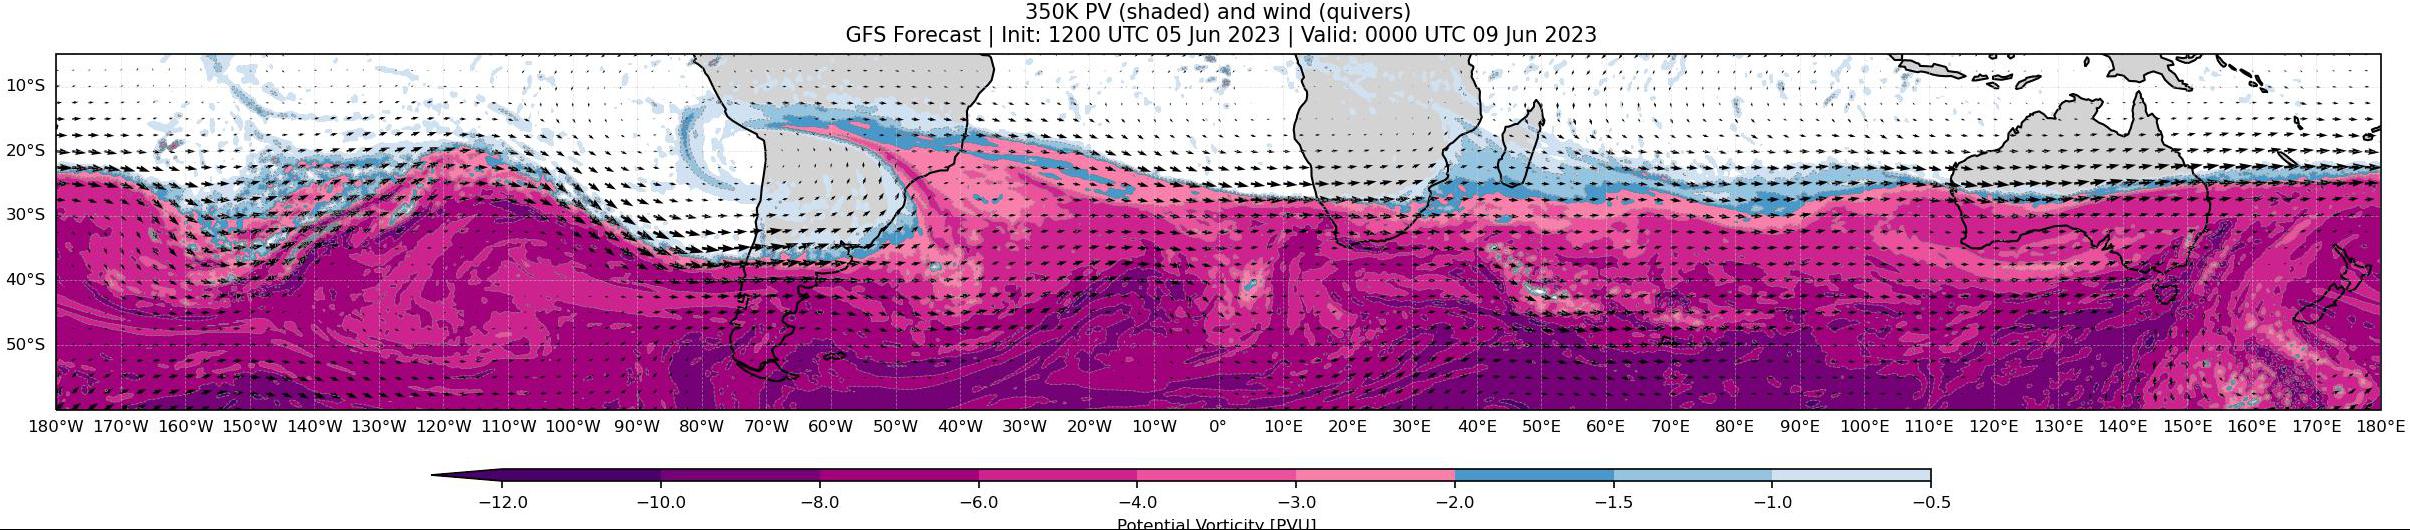 350K PV (shaded) and wind (quivers)
GFS Forecast | Init: 1200 UTC 05 Jun 2023 | Valid: 0000 UTC 09 Jun 2023
10°S
20°S
30°S
40°S
50°S
180°W 170°W 160°W 150°W 140°W 130°W 120°W 110°W 100°W 90°W 80°W 70°W 60°W 50°W 40°W 30°W 20°W 10°W 0° 10°E 20°E 30°E 40°E 50°E 60°E 70°E 80°E 90°E 100°E 110°E 120°E 130°E 140°E 150°E 160°E 170°E 180°E
−12.0 −10.0 −8.0 −6.0 −4.0 −3.0 −2.0 −1.5 −1.0 −0.5
Potential Vorticity [PVU]